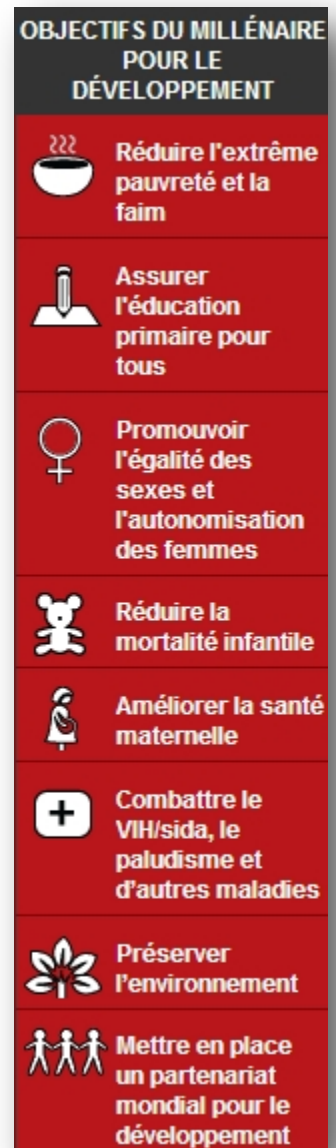 OBJECTIFS DU MILLÉNAIRE
POUR LE
DÉVELOPPEMENT
Réduire l'extrême
pauvreté et la
faim
Assurer
l'éducation
primaire pour
tous
Promouvoir
l'égalité des
sexes et
l'autonomisation
des femmes
Réduire la
mortalité infantile
Améliorer la santé
maternelle
Combattre le
VIH/sida, le
paludisme et
d’autres maladies
Préserver
l’environnement
Mettre en place
un partenariat
mondial pour le
développement